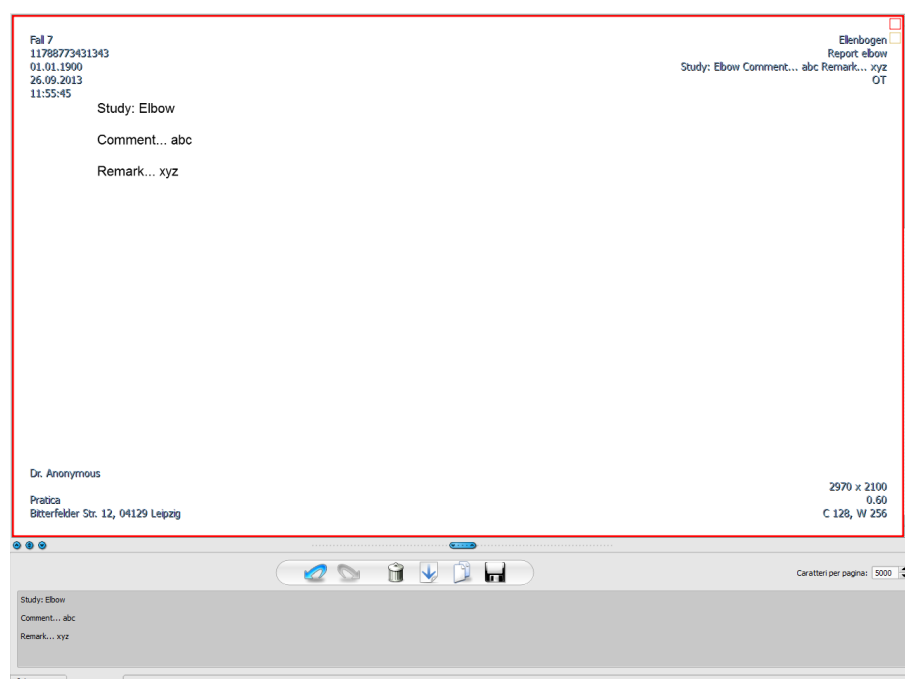 Fall 7
11788773431343
01.01.1900
26.09.2013
11:55:45
Ellenbogen
Report elbow
Study: Elbow Comment... abc Remark... xyz
OT
Study: Elbow
Comment... abc
Remark... xyz
Dr. Anonymous
Pratica
Bitterfelder Str. 12, 04129 Leipzig
2970 x 2100
0.60
C 128, W 256
Caratteri per pagina: 5000
Study: Elbow
Comment... abc
Remark... xyz